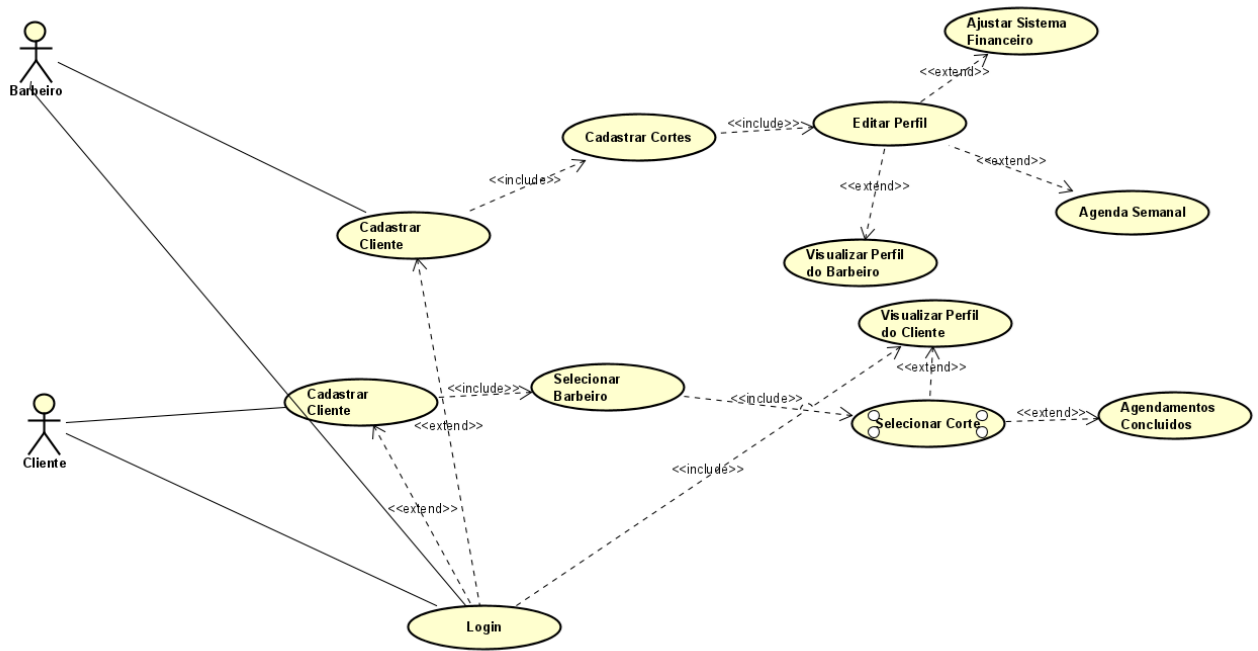 Ajustar Sistema
Financeiro
<<extend>>
Barbeiro
<<include>>
Editar Perfil
Cadastrar Cortes
<<extend>>
<<include>>
<<extend>>
Agenda Semanal
Cadastrar
Cliente
Visualizar Perfil
do Barbeiro
Visualizar Perfil
do Cliente
<<extend>>
Selecionar
Barbeiro
<<include>>
Cadastrar
Cliente
<<include>>
Agendamentos
Concluidos
<<extend>>
Selecionar Corte
<<extend>>
Cliente
<<include>>
<<extend>>
Login